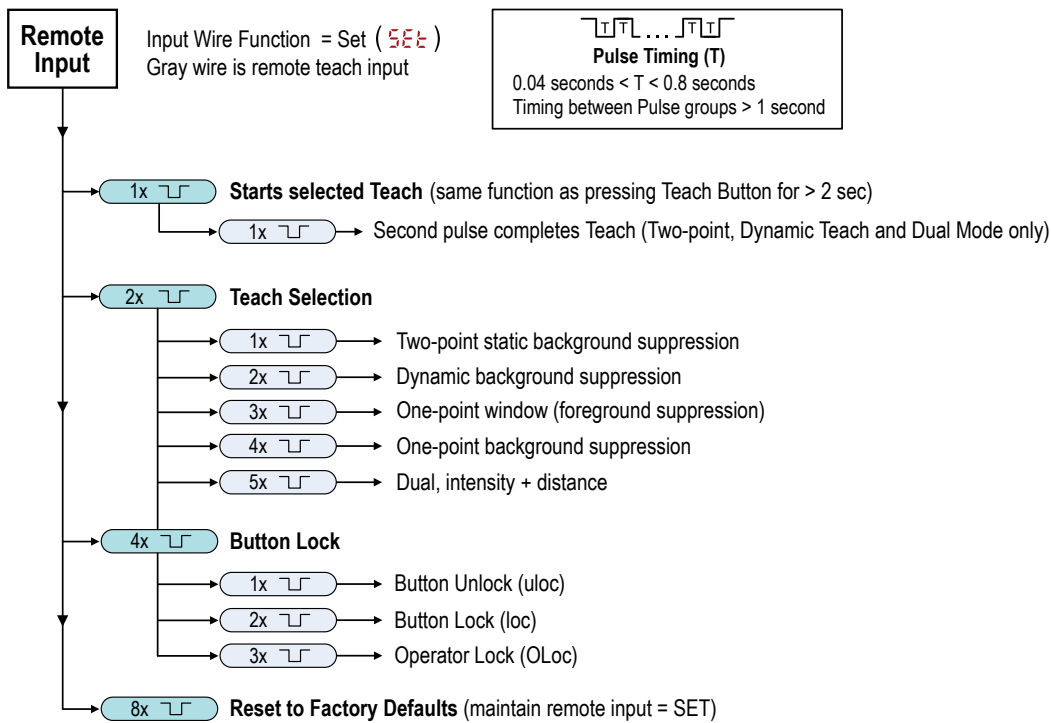 Remote
Input
Input Wire Function = Set ( SEt )
Gray wire is remote teach input
T T . . . . T T
Pulse Timing (T)
0.04 seconds < T < 0.8 seconds
Timing between Pulse groups > 1 second
1x Starts selected Teach (same function as pressing Teach Button for > 2 sec)
1x Second pulse completes Teach (Two-point, Dynamic Teach and Dual Mode only)
2x Teach Selection
1x Two-point static background suppression
2x Dynamic background suppression
3x One-point window (foreground suppression)
4x One-point background suppression
5x Dual, intensity + distance
4x Button Lock
1x Button Unlock (uloc)
2x Button Lock (loc)
3x Operator Lock (OLoc)
8x Reset to Factory Defaults (maintain remote input = SET)